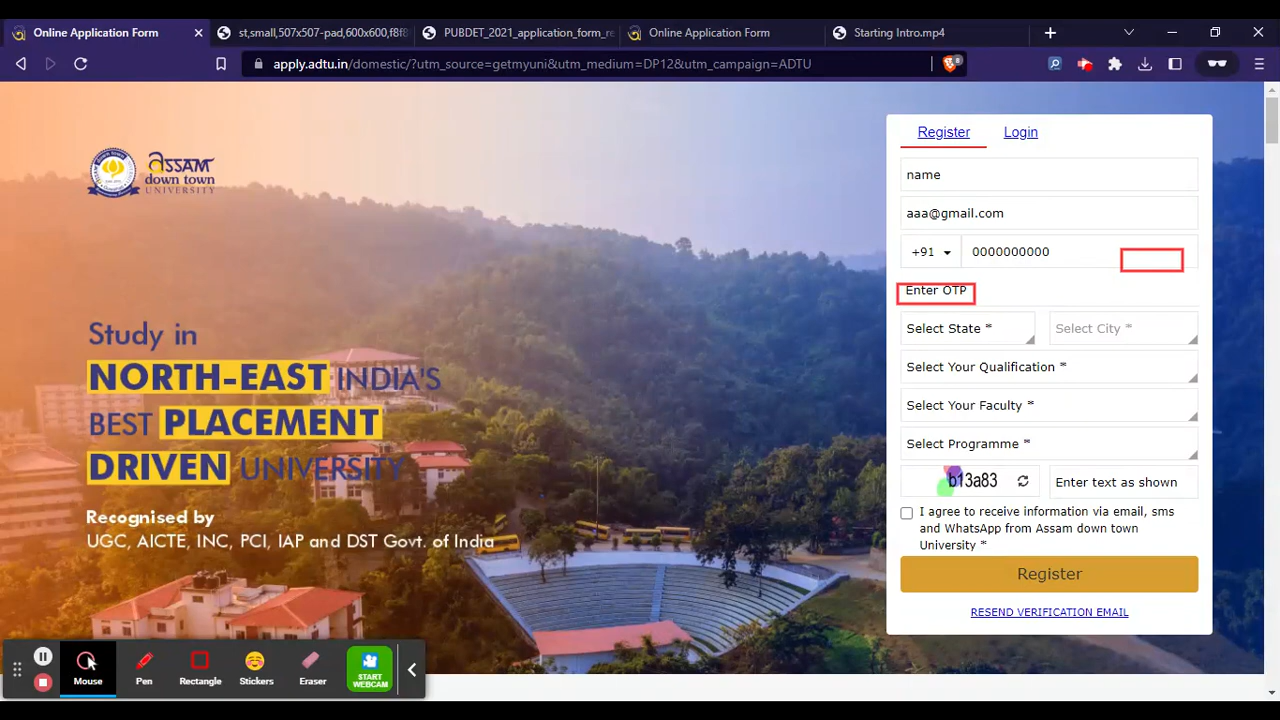 Online Application Form
st,small,507x507-pad,600x600,f8f8
PUBDET_2021_application_form_re
Online Application Form
Starting Intro.mp4
apply.adtu.in/domestic/?utm_source=getmyuni&utm_medium=DP12&utm_campaign=ADTU
8
Register Login
ASSAM
down town
UNIVERSITY
name
aaa@gmail.com
+91 0000000000
Enter OTP
Select State * Select City *
Select Your Qualification *
Select Your Faculty *
Select Programme *
b13a83 Enter text as shown
I agree to receive information via email, sms
and WhatsApp from Assam down town
University *
Register
RESEND VERIFICATION EMAIL
Study in
NORTH-EAST INDIA'S
BEST PLACEMENT
DRIVEN UNIVERSITY
Recognised by
UGC, AICTE, INC, PCI, IAP and DST Govt. of India
Mouse
Pen
Rectangle
Stickers
Eraser
START
WEBCAM